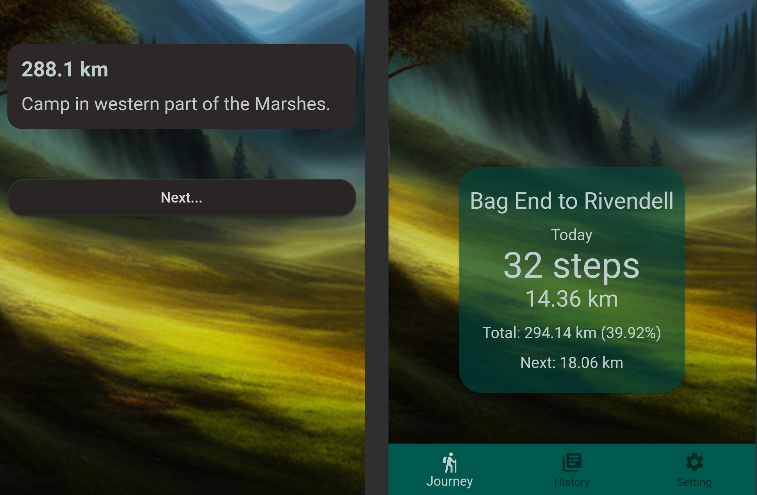 288.1 km
Camp in western part of the Marshes.
Next...
Bag End to Rivendell
Today
32 steps
14.36 km
Total: 294.14 km (39.92%)
Next: 18.06 km
Journey
History
Setting